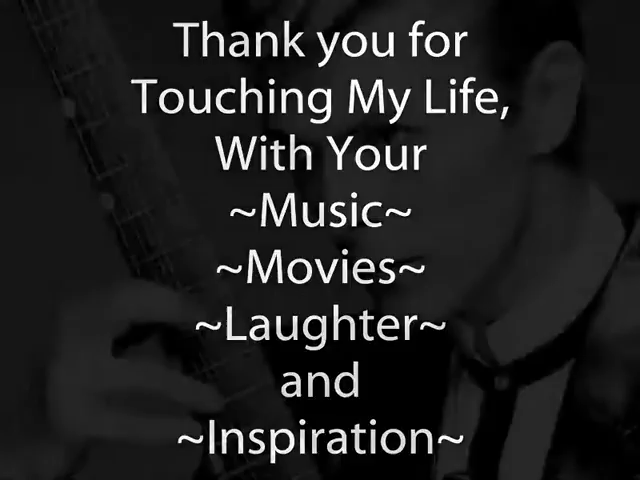 Thank you for
Touching My Life,
With Your
~Music~
~Movies~
~Laughter~
and
~Inspiration~